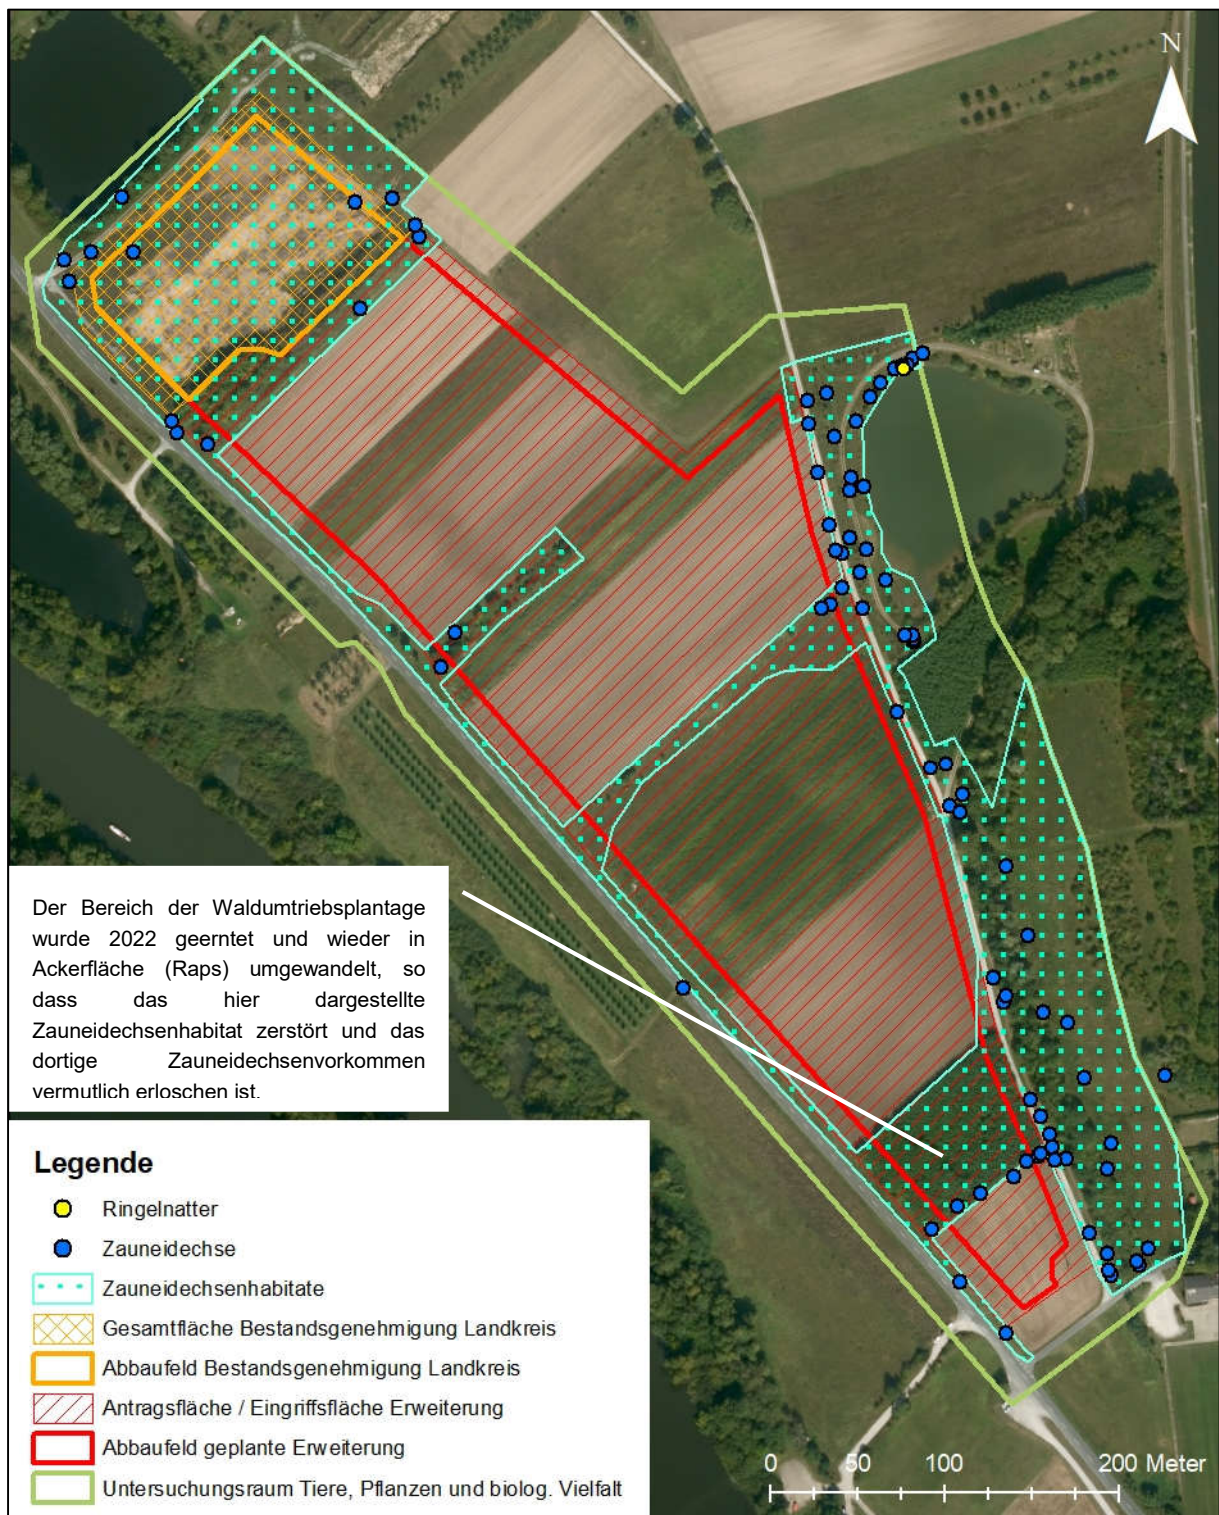 N
Der Bereich der Waldumtriebsplantage
wurde 2022 geerntet und wieder in
Ackerfläche (Raps) umgewandelt, so
dass das hier dargestellte
Zauneidechsenhabitat zerstört und das
dortige Zauneidechsenvorkommen
vermutlich erloschen ist.
Legende
Ringelnatter
Zauneidechse
Zauneidechsenhabitate
Gesamtfläche Bestandsgenehmigung Landkreis
Abbaufeld Bestandsgenehmigung Landkreis
Antragsfläche / Eingriffsfläche Erweiterung
Abbaufeld geplante Erweiterung
Untersuchungsraum Tiere, Pflanzen und biolog. Vielfalt
0 50 100 200 Meter